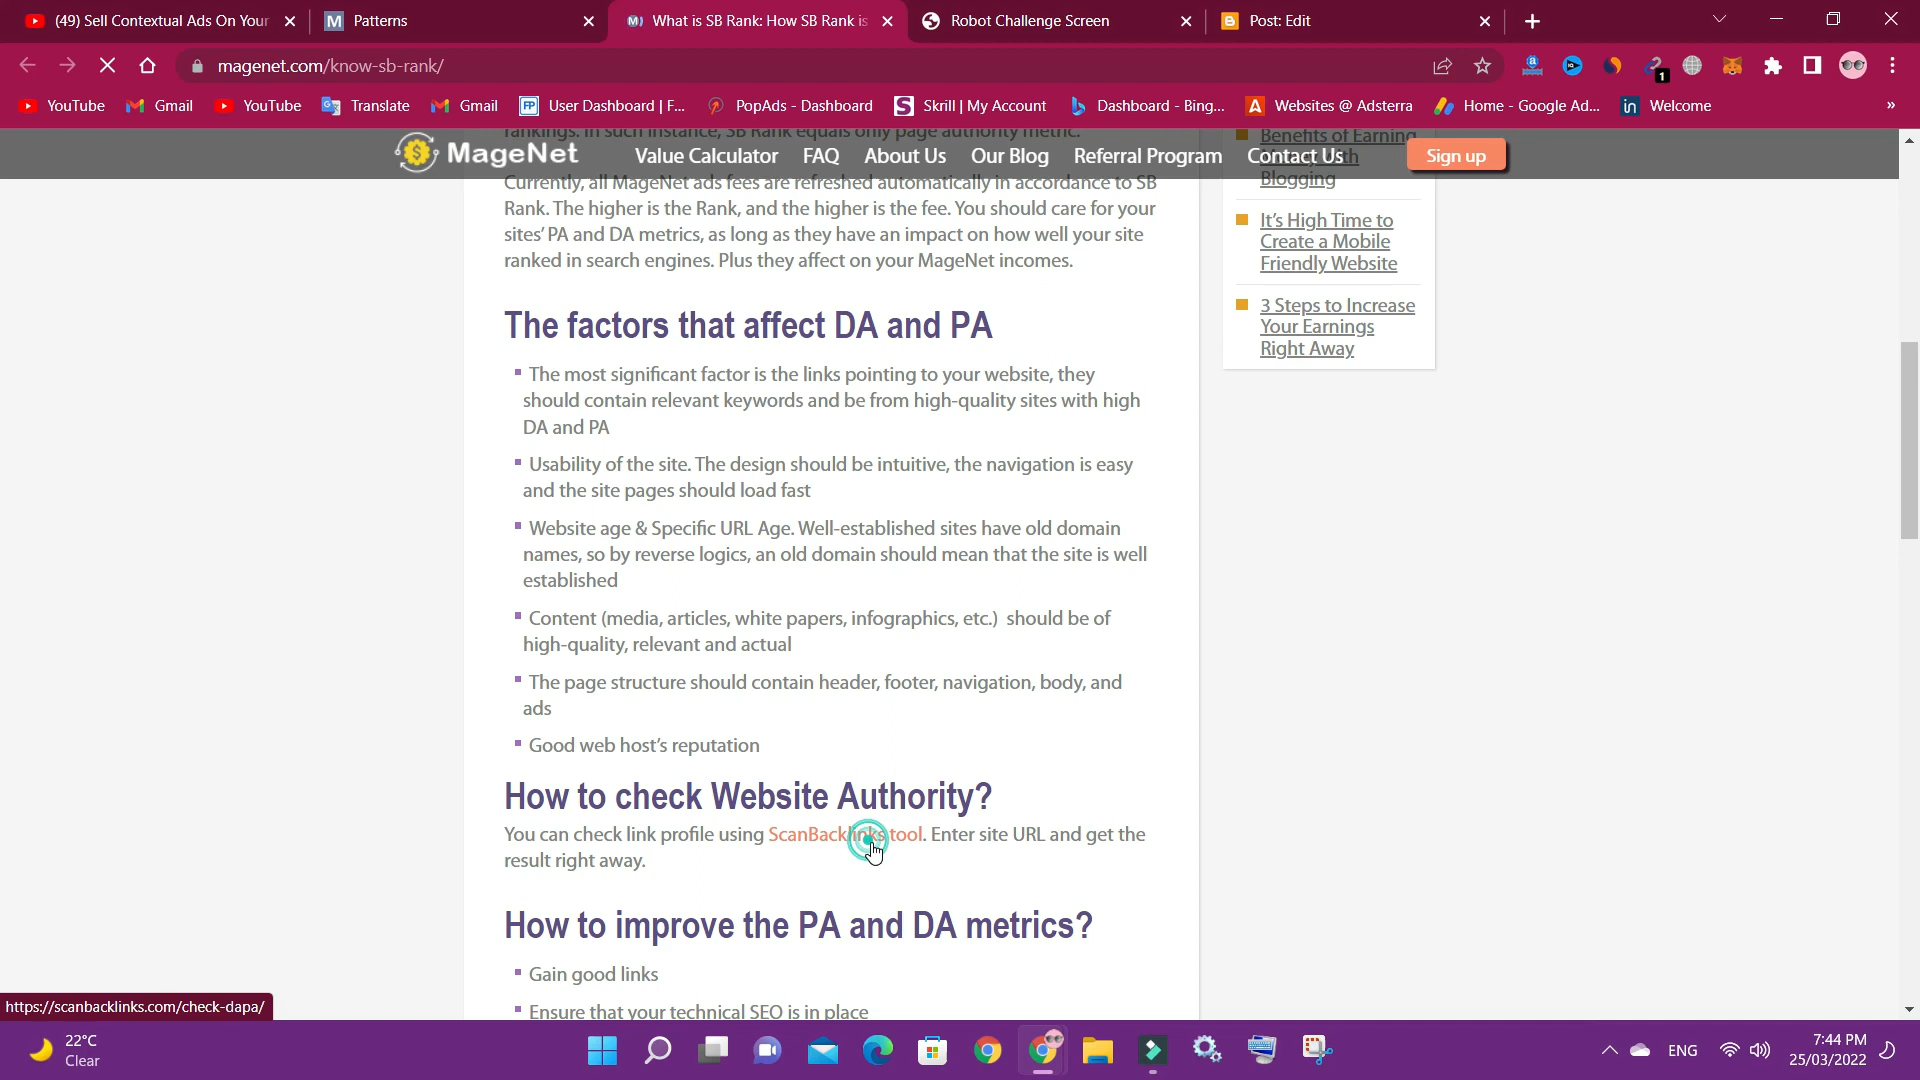 (49) Sell Contextual Ads On Your
Patterns
What is SB Rank: How SB Rank is
Robot Challenge Screen
Post: Edit
magenet.com/know-sb-rank/
1
YouTube
Gmail
YouTube
Translate
Gmail
User Dashboard | F...
PopAds - Dashboard
Skrill | My Account
Dashboard - Bing...
Websites @ Adsterra
Home - Google Ad...
Welcome
»
rankings. In such instance, SB Rank equals only page authority metric.
MageNet
Value Calculator
FAQ
About Us
Our Blog
Referral Program
Contact Us
Sign up
Currently, all MageNet ads fees are refreshed automatically in accordance to SB
Rank. The higher is the Rank, and the higher is the fee. You should care for your
sites' PA and DA metrics, as long as they have an impact on how well your site
ranked in search engines. Plus they affect on your MageNet incomes.
The factors that affect DA and PA
The most significant factor is the links pointing to your website, they
should contain relevant keywords and be from high-quality sites with high
DA and PA
Usability of the site. The design should be intuitive, the navigation is easy
and the site pages should load fast
Website age & Specific URL Age. Well-established sites have old domain
names, so by reverse logics, an old domain should mean that the site is well
established
Content (media, articles, white papers, infographics, etc.) should be of
high-quality, relevant and actual
The page structure should contain header, footer, navigation, body, and
ads
Good web host's reputation
How to check Website Authority?
You can check link profile using ScanBacklinks tool. Enter site URL and get the
result right away.
How to improve the PA and DA metrics?
Gain good links
Ensure that your technical SEO is in place
Benefits of Earning
Blogging
It's High Time to
Create a Mobile
Friendly Website
3 Steps to Increase
Your Earnings
Right Away
https://scanbacklinks.com/check-dapa/
22°C
Clear
ENG
7:44 PM
25/03/2022